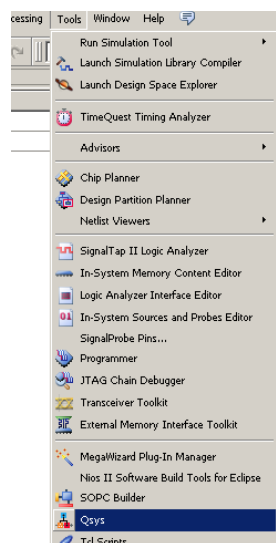 cessing Tools Window Help
Run Simulation Tool
Launch Simulation Library Compiler
Launch Design Space Explorer
TimeQuest Timing Analyzer
Advisors
Chip Planner
Design Partition Planner
Netlist Viewers
SignalTap II Logic Analyzer
In-System Memory Content Editor
Logic Analyzer Interface Editor
In-System Sources and Probes Editor
SignalProbe Pins...
Programmer
JTAG Chain Debugger
Transceiver Toolkit
External Memory Interface Toolkit
MegaWizard Plug-In Manager
Nios II Software Build Tools for Eclipse
SOPC Builder
Qsys
Tcl Scripts